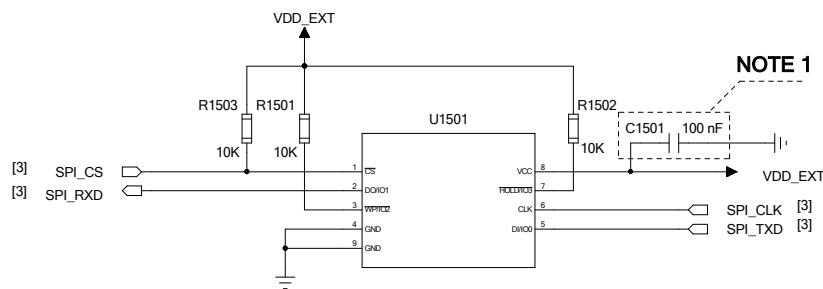 VDD_EXT
NOTE 1
R1503 R1501 R1502
U1501
C1501 100 nF
10K 10K 10K
[3] SPI_CS 1 CS VCC 8
VDD_EXT
[3] SPI_RXD 2 DO/IO1 HOLD/IO3 7
3 WP/IO2 CLK 6 SPI_CLK [3]
4 GND DI/IO0 5 SPI_TXD [3]
9 GND